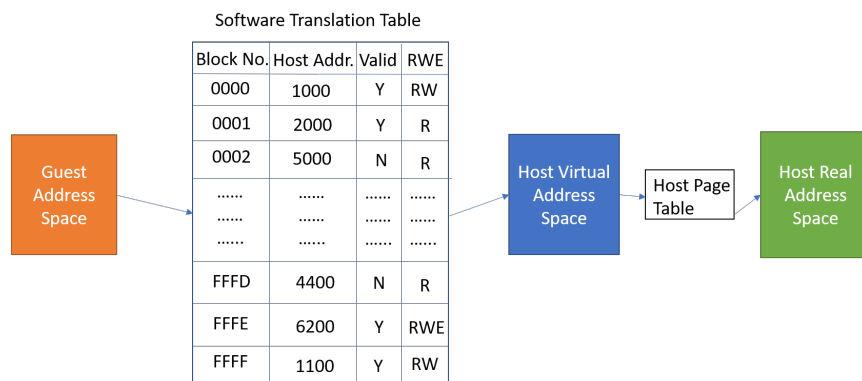 Software Translation Table
Block No. Host Addr. Valid RWE
0000 1000 Y RW
0001 2000 Y R
0002 5000 N R
...... ...... ...... ......
...... ...... ...... ......
...... ...... ...... ......
FFFD 4400 N R
FFFE 6200 Y RWE
FFFF 1100 Y RW
Guest
Address
Space
Host Virtual
Address
Space
Host Page
Table
Host Real
Address
Space